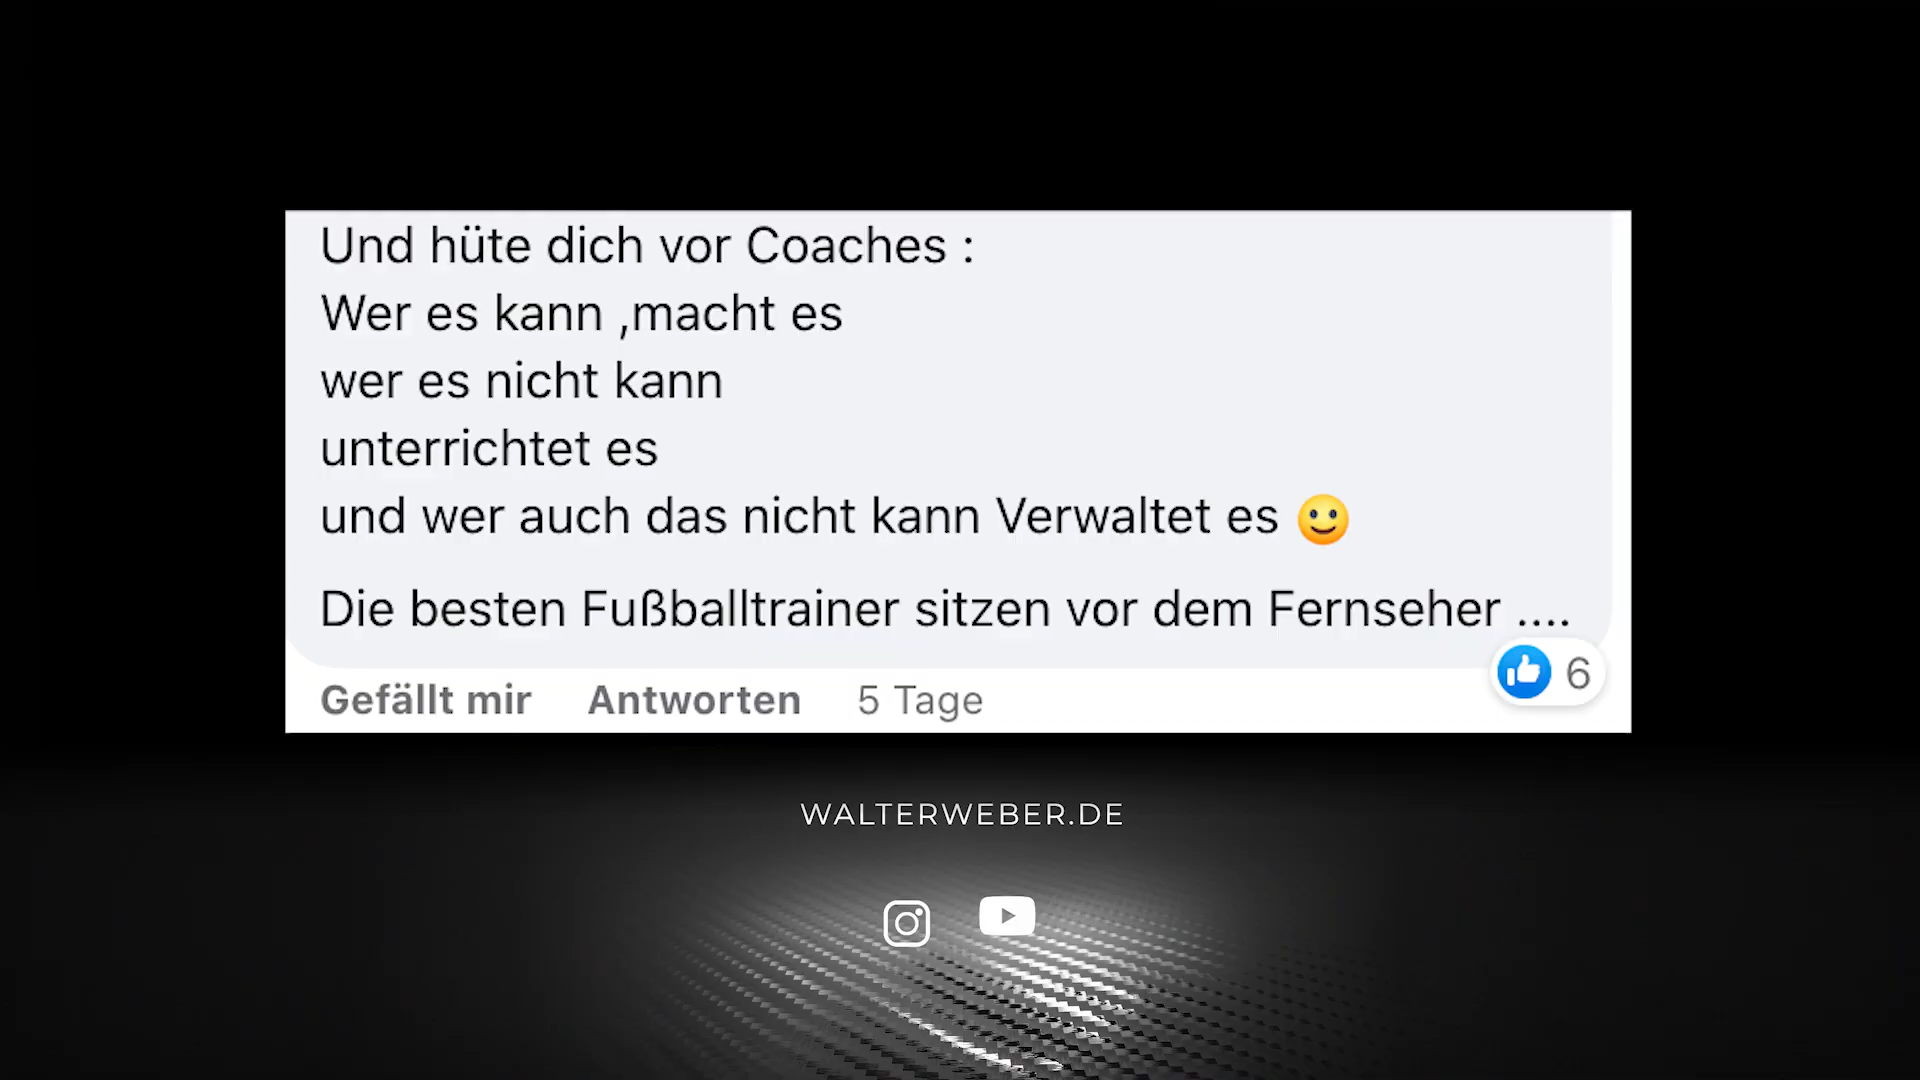 Und hüte dich vor Coaches :
Wer es kann ,macht es
wer es nicht kann
unterrichtet es
und wer auch das nicht kann Verwaltet es 🙂
Die besten Fußballtrainer sitzen vor dem Fernseher ....
6
Gefällt mir Antworten 5 Tage
WALTERWEBER.DE